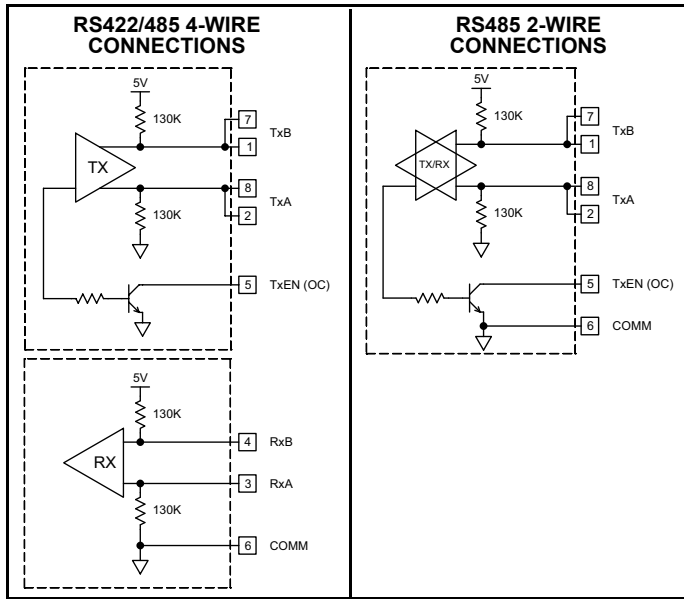 RS422/485 4-WIRE
CONNECTIONS
5V
130K
7
TxB
1
TX
8
TxA
130K
2
5
TxEN (OC)
5V
130K
4
RxB
RX
3
RxA
130K
6
COMM
RS485 2-WIRE
CONNECTIONS
5V
130K
7
TxB
1
TX/RX
8
TxA
130K
2
5
TxEN (OC)
6
COMM